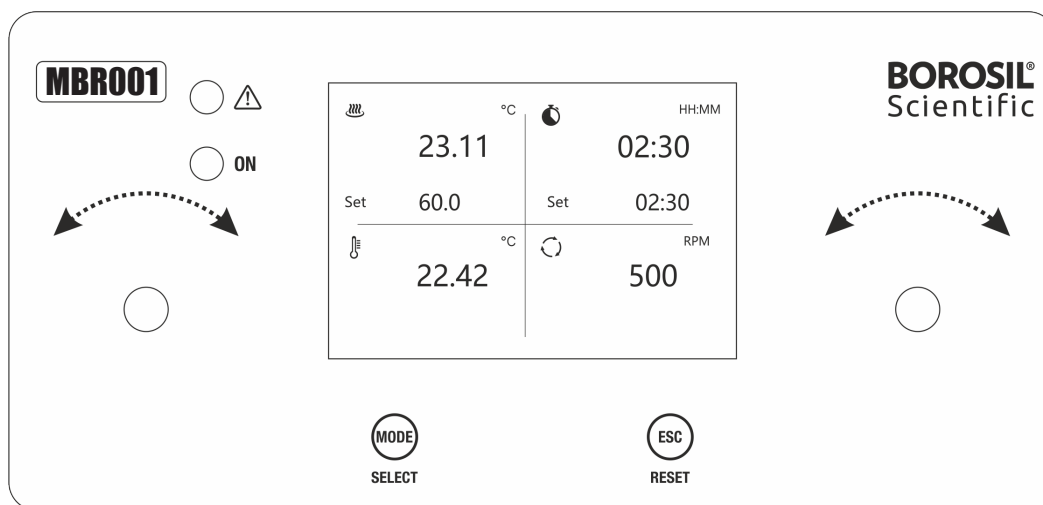 MBR001
BOROSIL®
Scientific
ON
°C
23.11
Set 60.0
HH:MM
02:30
Set 02:30
°C
22.42
RPM
500
MODE
SELECT
ESC
RESET